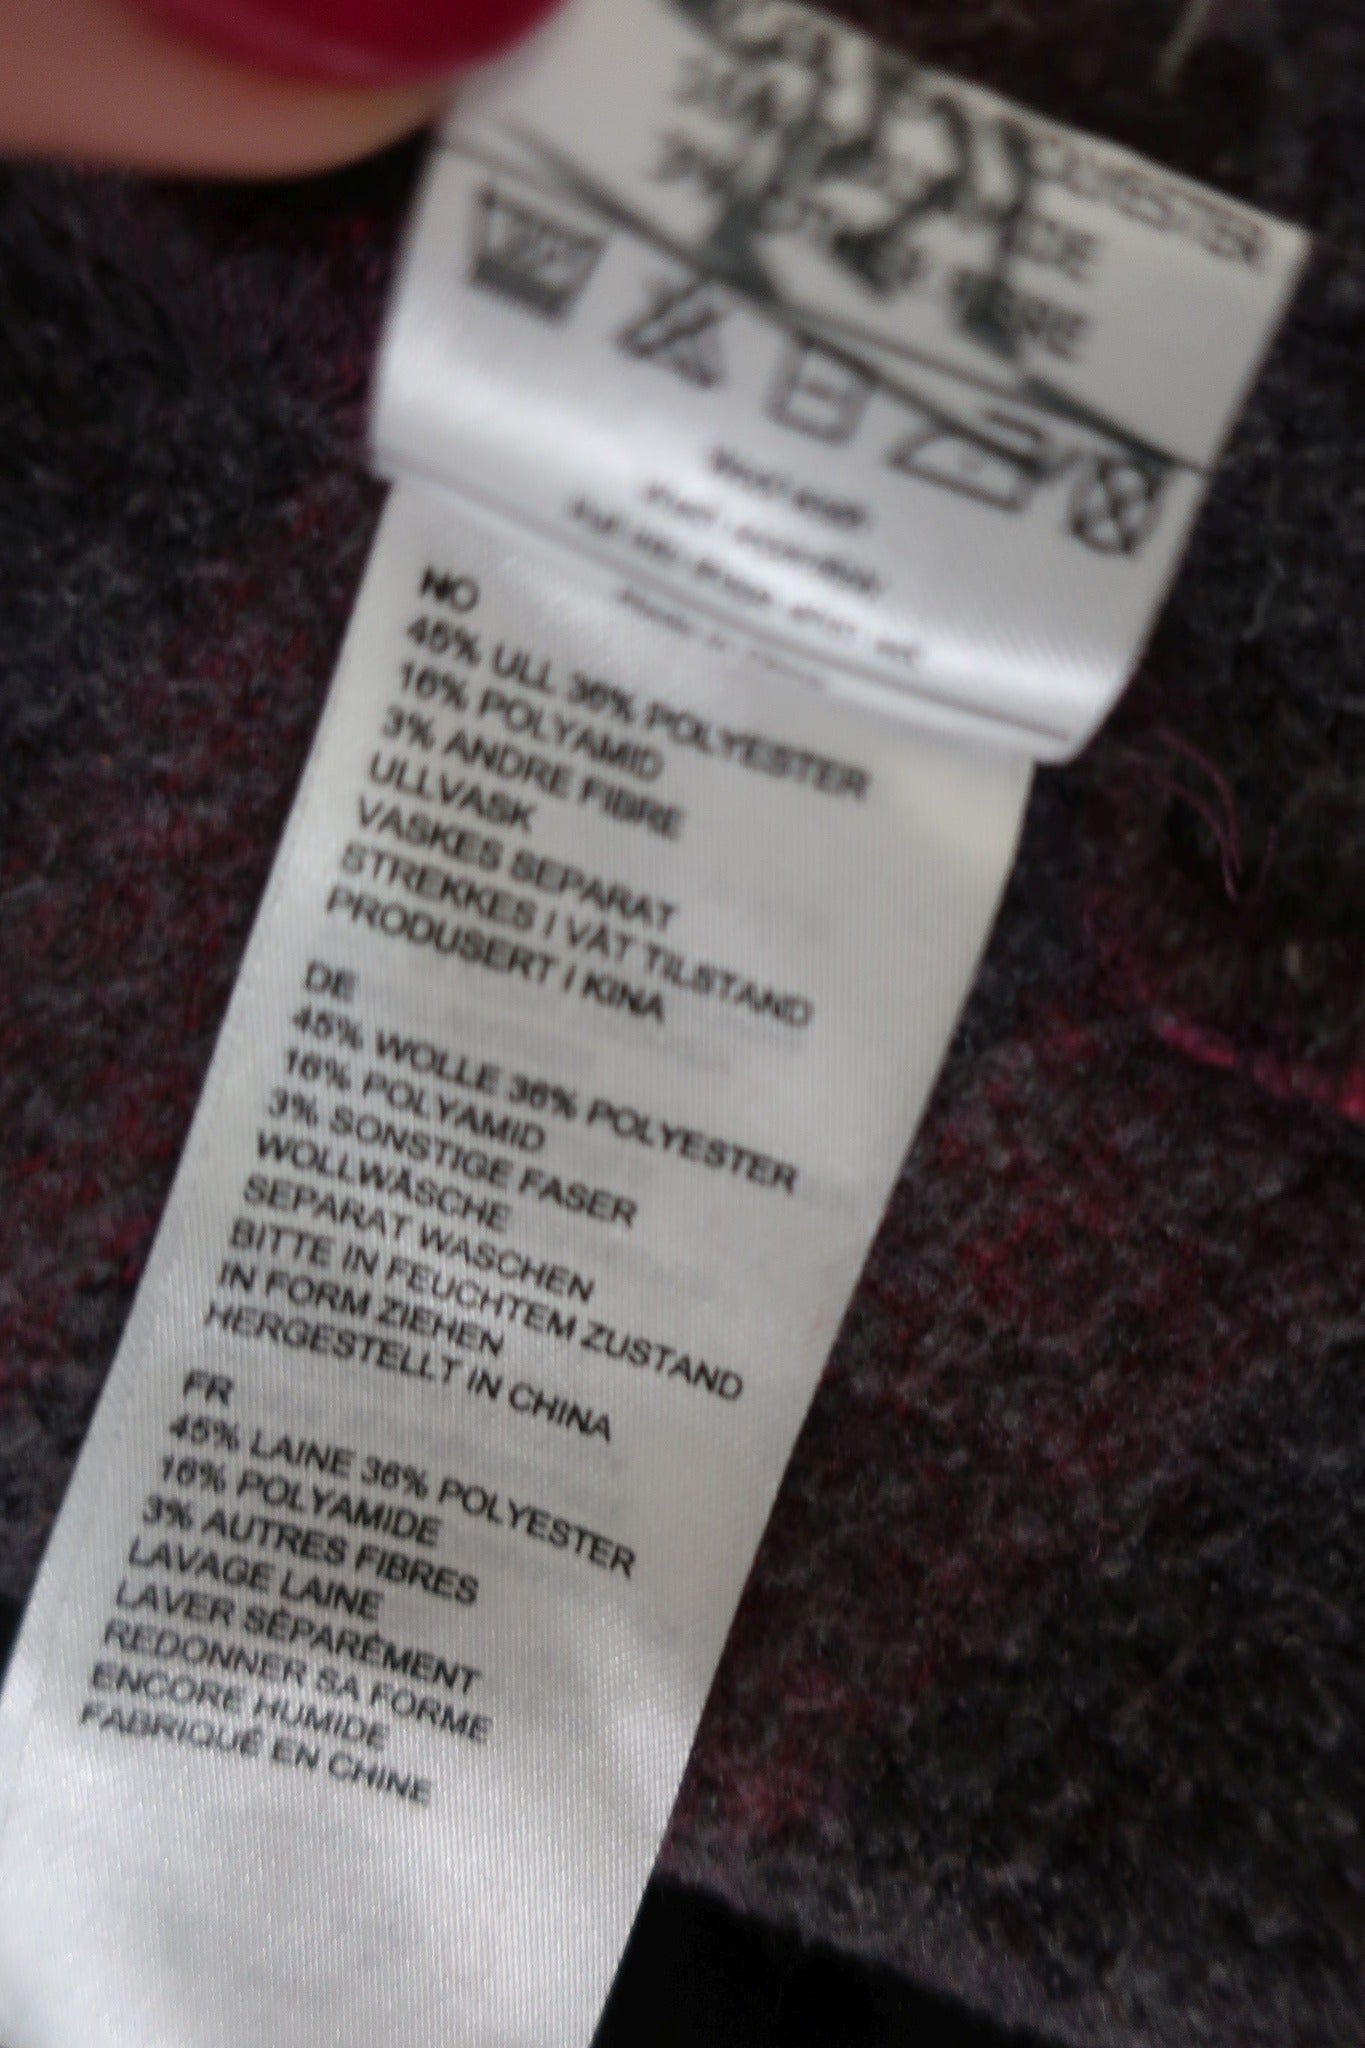 POLYESTER
NO
45% ULL 36% POLYESTER
16% POLYAMID
3% ANDRE FIBRE
ULLVASK
VASKES SEPARAT
STREKKES I VÅT TILSTAND
PRODUSERT I KINA
DE
45% WOLLE 36% POLYESTER
16% POLYAMID
3% SONSTIGE FASER
WOLLWÄSCHE
SEPARAT WASCHEN
BITTE IN FEUCHTEM ZUSTAND
IN FORM ZIEHEN
HERGESTELLT IN CHINA
FR
45% LAINE 36% POLYESTER
16% POLYAMIDE
3% AUTRES FIBRES
LAVAGE LAINE
LAVER SÉPARÉMENT
REDONNER SA FORME
ENCORE HUMIDE
FABRIQUÉ EN CHINE